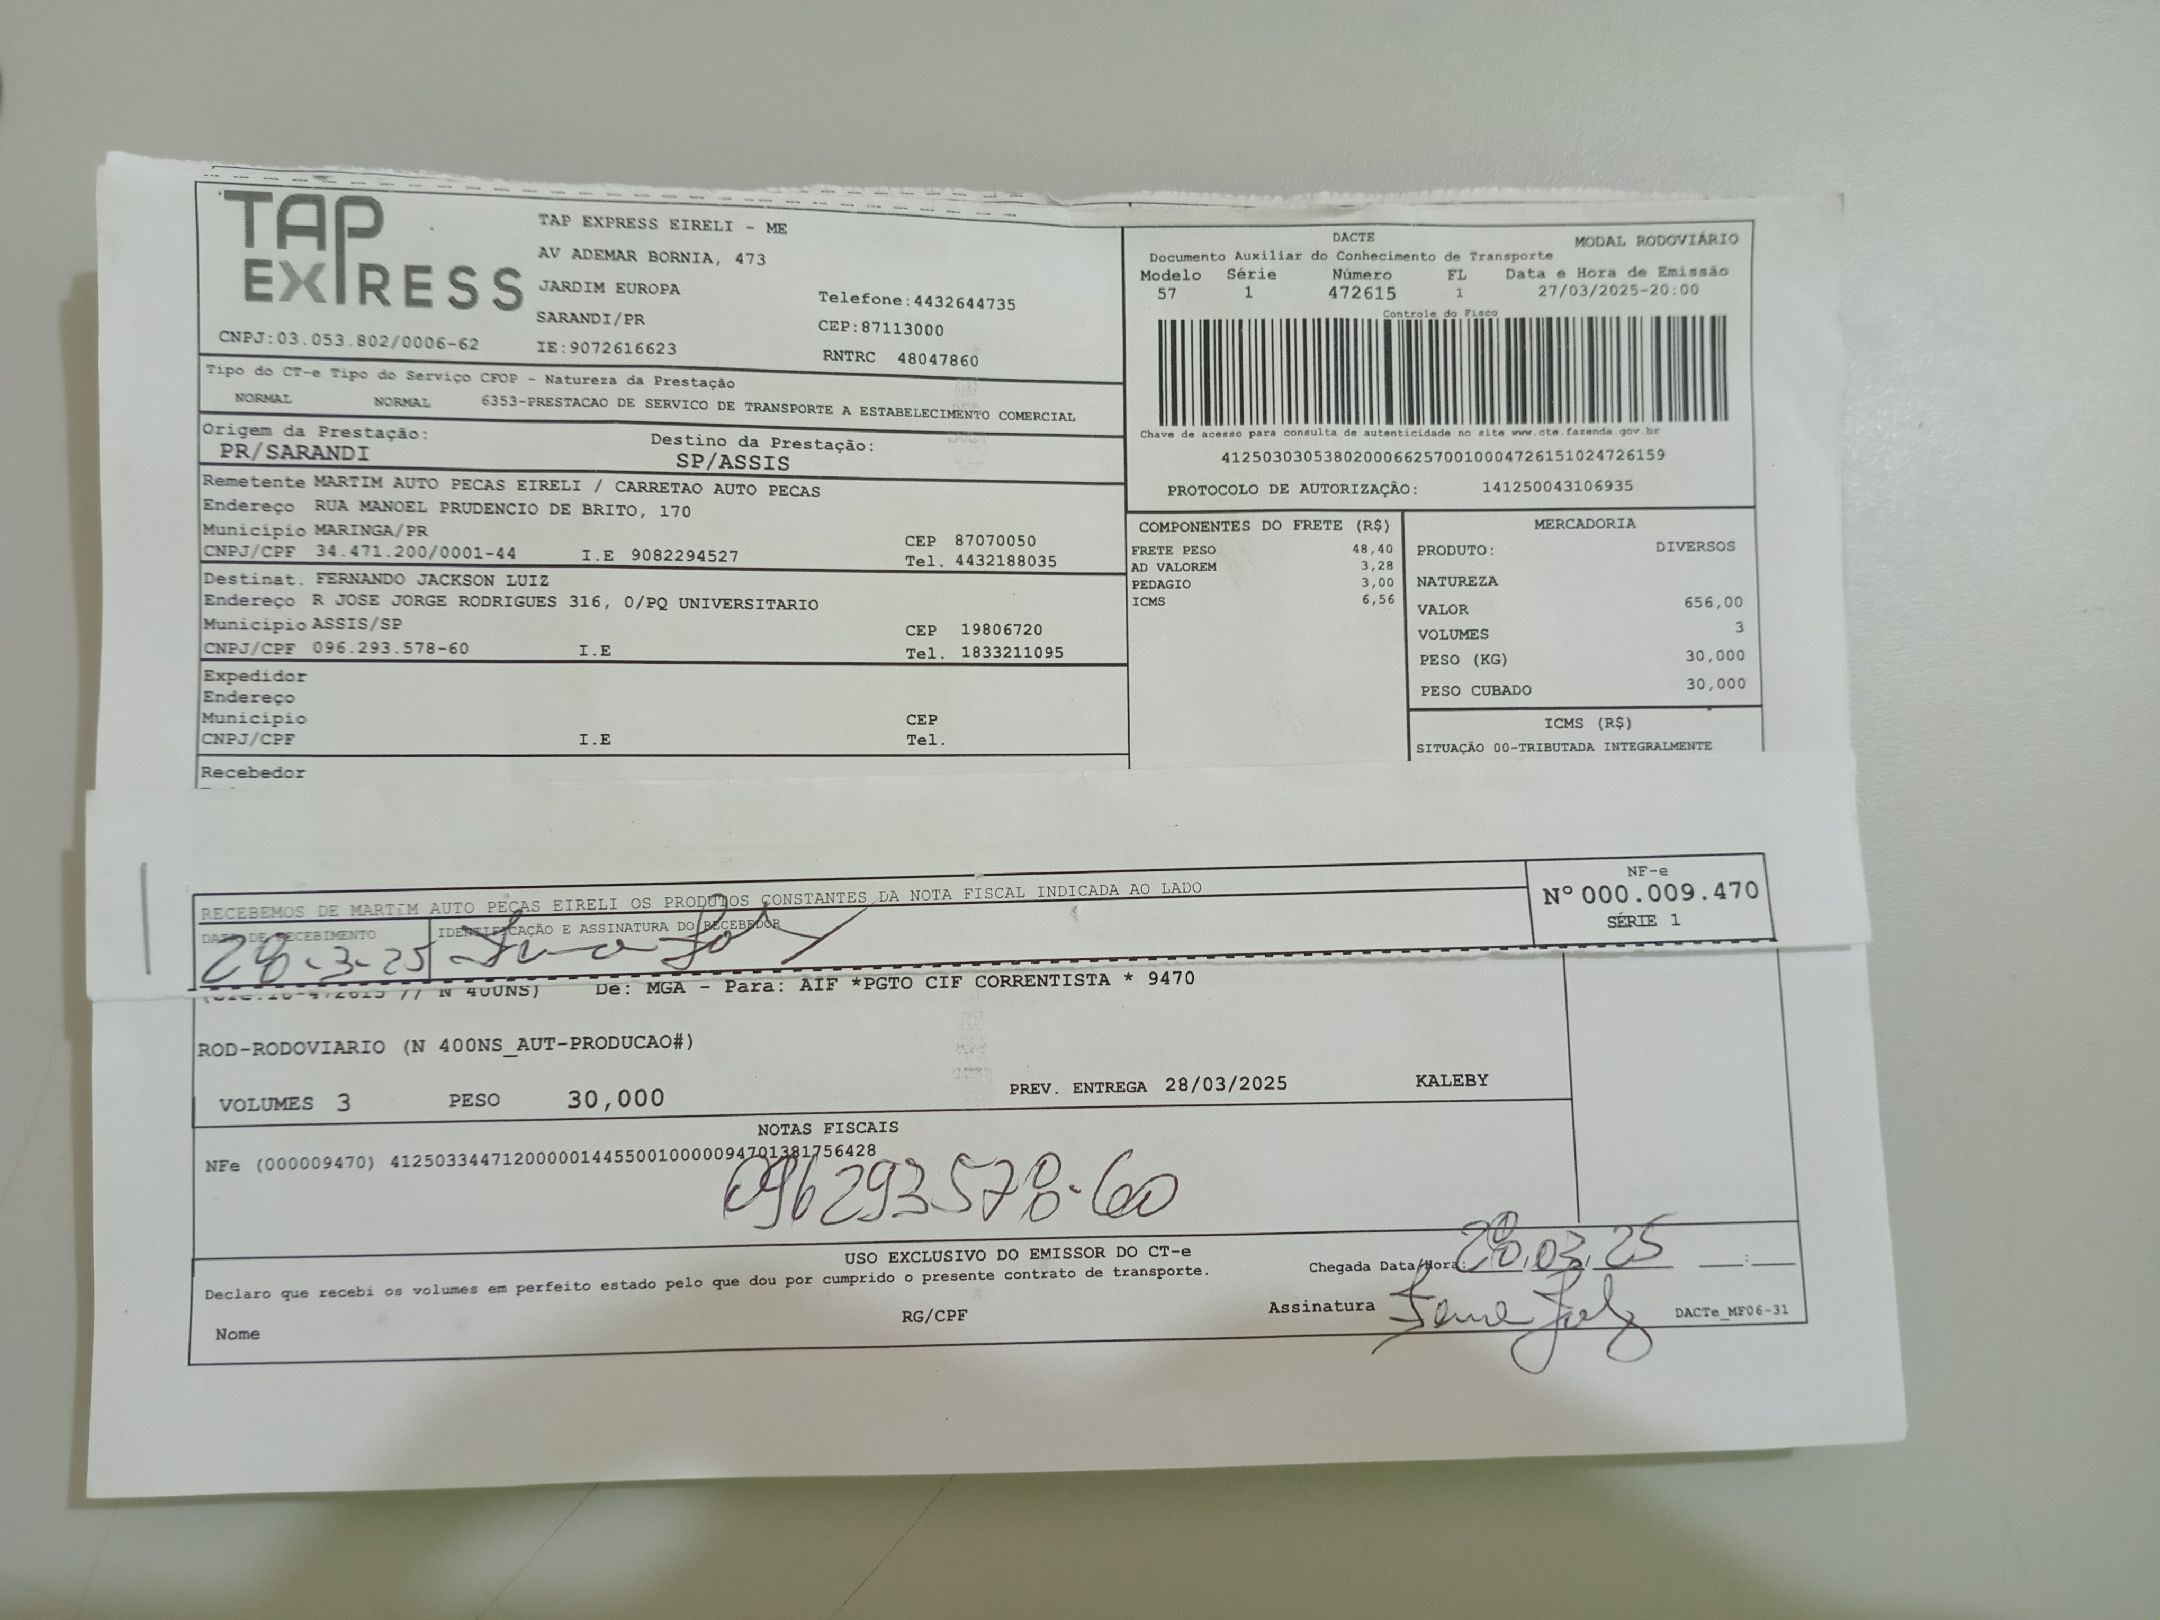 TAP
EXPRESS
TAP EXPRESS EIRELI - ME
AV ADEMAR BORNIA, 473
JARDIM EUROPA
SARANDI/PR
IE:9072616623
Telefone:4432644735
CEP:87113000
RNTRC 48047860
CNPJ:03.053.802/0006-62
DACTE
MODAL RODOVIÁRIO
Documento Auxiliar do Conhecimento de Transporte
Modelo Série Número FL Data e Hora de Emissão
57 1 472615 1 27/03/2025-20:00
Controle do Fisco
Chave de acesso para consulta de autenticidade no site www.cte.fazenda.gov.br
41250303053802000662570010004726151024726159
PROTOCOLO DE AUTORIZAÇÃO: 141250043106935
Tipo do CT-e Tipo do Serviço CFOP - Natureza da Prestação
NORMAL NORMAL 6353-PRESTACAO DE SERVICO DE TRANSPORTE A ESTABELECIMENTO COMERCIAL
Origem da Prestação: Destino da Prestação:
PR/SARANDI SP/ASSIS
Remetente MARTIM AUTO PECAS EIRELI / CARRETAO AUTO PECAS
Endereço RUA MANOEL PRUDENCIO DE BRITO, 170
Município MARINGA/PR CEP 87070050
CNPJ/CPF 34.471.200/0001-44 I.E 9082294527 Tel. 4432188035
Destinat. FERNANDO JACKSON LUIZ
Endereço R JOSE JORGE RODRIGUES 316, 0/PQ UNIVERSITARIO
Município ASSIS/SP CEP 19806720
CNPJ/CPF 096.293.578-60 I.E Tel. 1833211095
Expedidor
Endereço
Município CEP
CNPJ/CPF I.E Tel.
Recebedor
COMPONENTES DO FRETE (R$)
FRETE PESO 48,40
AD VALOREM 3,28
PEDAGIO 3,00
ICMS 6,56
MERCADORIA
PRODUTO: DIVERSOS
NATUREZA
VALOR 656,00
VOLUMES 3
PESO (KG) 30,000
PESO CUBADO 30,000
ICMS (R$)
SITUAÇÃO 00-TRIBUTADA INTEGRALMENTE
RECEBEMOS DE MARTIM AUTO PEÇAS EIRELI OS PRODUTOS CONSTANTES DA NOTA FISCAL INDICADA AO LADO
DATA DE RECEBIMENTO IDENTIFICAÇÃO E ASSINATURA DO RECEBEDOR
28-3-25
NF-e
Nº 000.009.470
SÉRIE 1
N 400NS) De: MGA - Para: AIF *PGTO CIF CORRENTISTA * 9470
ROD-RODOVIARIO (N 400NS_AUT-PRODUCAO#)
VOLUMES 3 PESO 30,000 PREV. ENTREGA 28/03/2025 KALEBY
NOTAS FISCAIS
NFe (000009470) 41250334471200000144550010000094701381756428
096293578-60
USO EXCLUSIVO DO EMISSOR DO CT-e
Declaro que recebi os volumes em perfeito estado pelo que dou por cumprido o presente contrato de transporte.
Chegada Data/Hora: 28,03,25 :
Nome RG/CPF Assinatura
DACTe_MF06-31